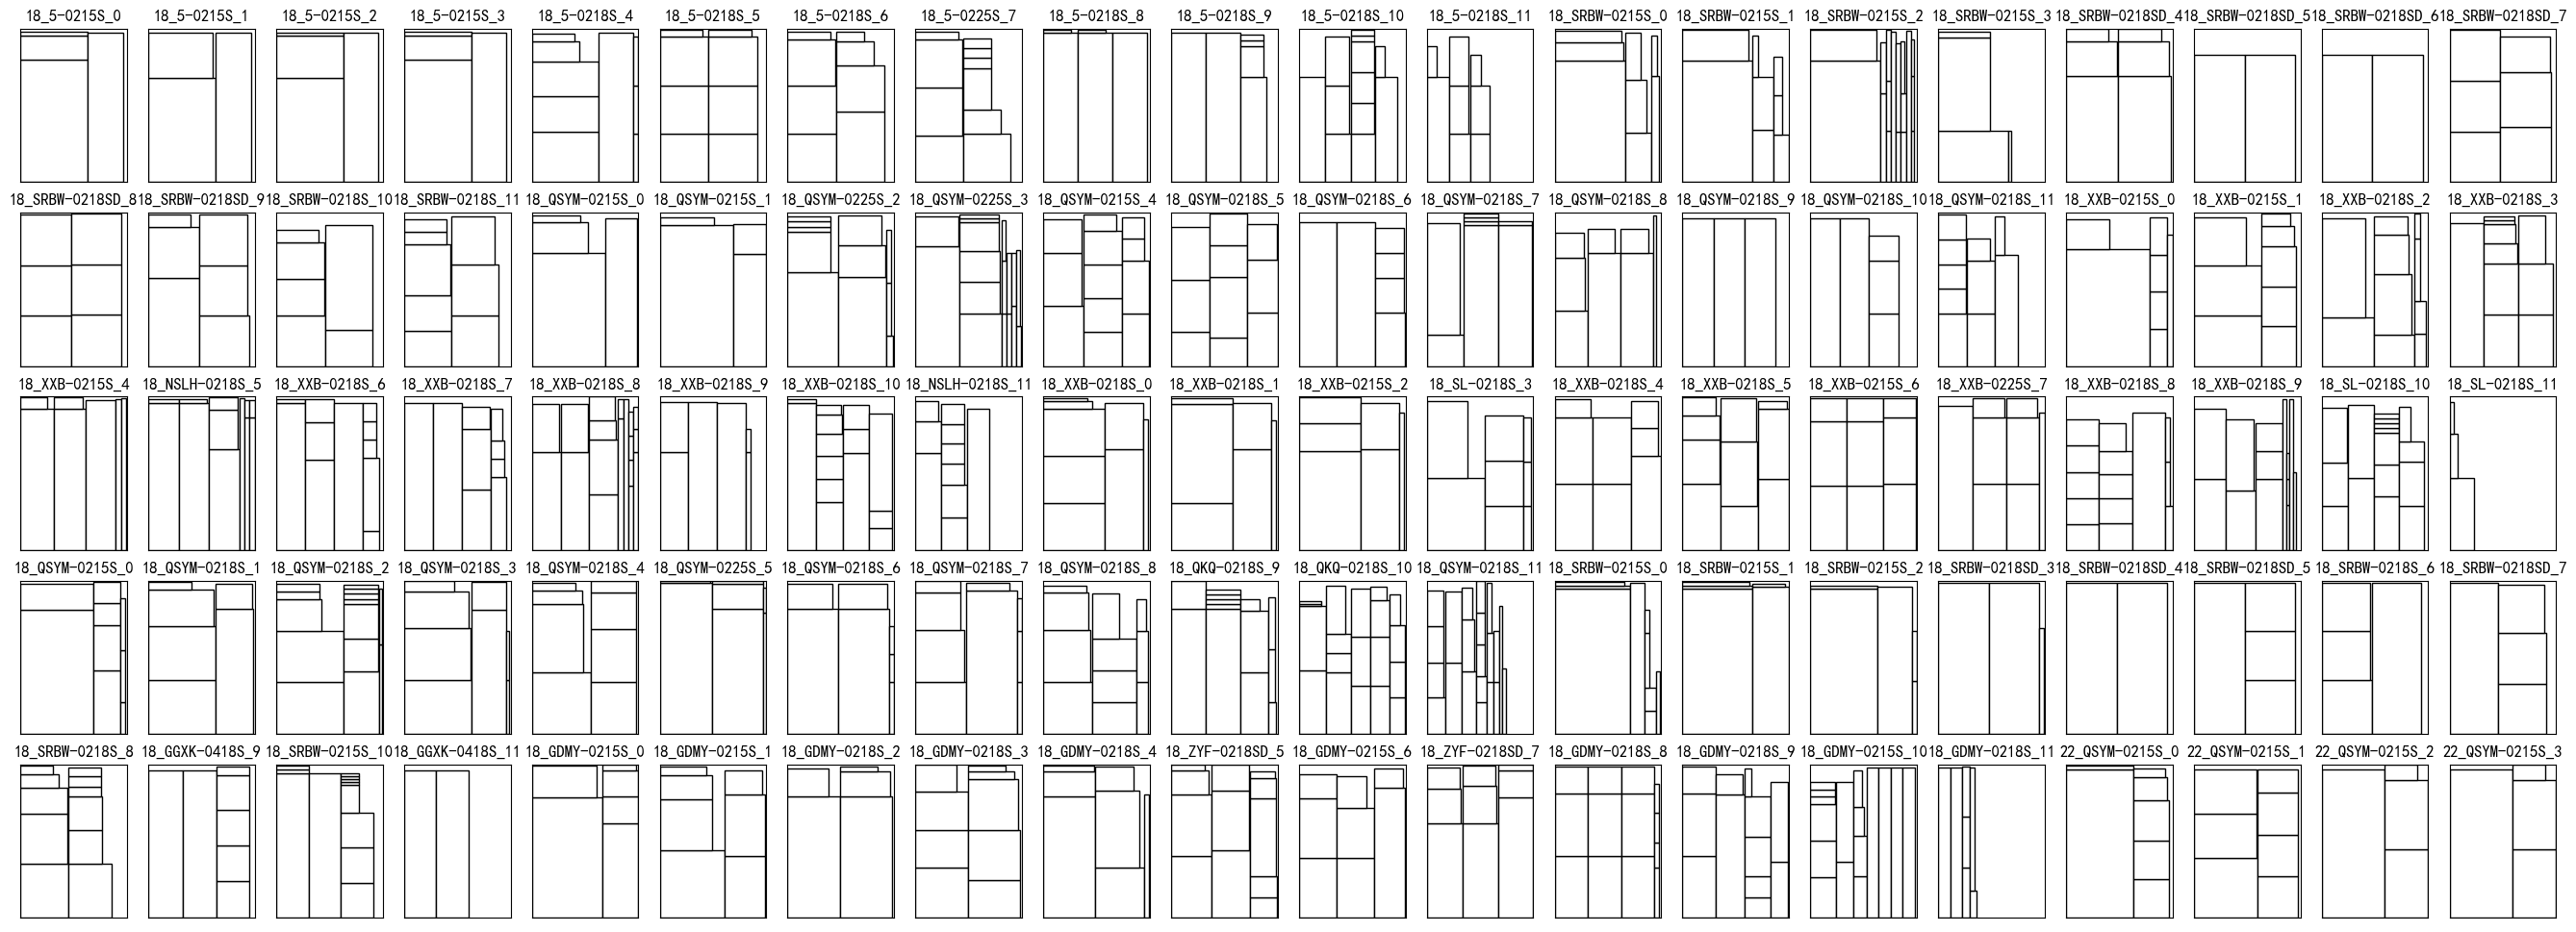 18_5-0215S_0 18_5-0215S_1 18_5-0215S_2 18_5-0215S_3 18_5-0218S_4 18_5-0218S_5 18_5-0218S_6 18_5-0225S_7 18_5-0218S_8 18_5-0218S_9 18_5-0218S_10 18_5-0218S_11 18_SRBW-0215S_0 18_SRBW-0215S_1 18_SRBW-0215S_2 18_SRBW-0215S_3 18_SRBW-0218SD_4 18_SRBW-0218SD_5 18_SRBW-0218SD_6 18_SRBW-0218SD_7
18_SRBW-0218SD_8 18_SRBW-0218SD_9 18_SRBW-0218S_10 18_SRBW-0218S_11 18_QSYM-0215S_0 18_QSYM-0215S_1 18_QSYM-0225S_2 18_QSYM-0225S_3 18_QSYM-0215S_4 18_QSYM-0218S_5 18_QSYM-0218S_6 18_QSYM-0218S_7 18_QSYM-0218S_8 18_QSYM-0218S_9 18_QSYM-0218S_10 18_QSYM-0218S_11 18_XXB-0215S_0 18_XXB-0215S_1 18_XXB-0218S_2 18_XXB-0218S_3
18_XXB-0215S_4 18_NSLH-0218S_5 18_XXB-0218S_6 18_XXB-0218S_7 18_XXB-0218S_8 18_XXB-0218S_9 18_XXB-0218S_10 18_NSLH-0218S_11 18_XXB-0218S_0 18_XXB-0218S_1 18_XXB-0215S_2 18_SL-0218S_3 18_XXB-0218S_4 18_XXB-0218S_5 18_XXB-0215S_6 18_XXB-0225S_7 18_XXB-0218S_8 18_XXB-0218S_9 18_SL-0218S_10 18_SL-0218S_11
18_QSYM-0215S_0 18_QSYM-0218S_1 18_QSYM-0218S_2 18_QSYM-0218S_3 18_QSYM-0218S_4 18_QSYM-0225S_5 18_QSYM-0218S_6 18_QSYM-0218S_7 18_QSYM-0218S_8 18_QKQ-0218S_9 18_QKQ-0218S_10 18_QSYM-0218S_11 18_SRBW-0215S_0 18_SRBW-0215S_1 18_SRBW-0215S_2 18_SRBW-0218SD_3 18_SRBW-0218SD_4 18_SRBW-0218SD_5 18_SRBW-0218S_6 18_SRBW-0218SD_7
18_SRBW-0218S_8 18_GGXK-0418S_9 18_SRBW-0215S_10 18_GGXK-0418S_11 18_GDMY-0215S_0 18_GDMY-0215S_1 18_GDMY-0218S_2 18_GDMY-0218S_3 18_GDMY-0218S_4 18_ZYF-0218SD_5 18_GDMY-0215S_6 18_ZYF-0218SD_7 18_GDMY-0218S_8 18_GDMY-0218S_9 18_GDMY-0215S_10 18_GDMY-0218S_11 22_QSYM-0215S_0 22_QSYM-0215S_1 22_QSYM-0215S_2 22_QSYM-0215S_3